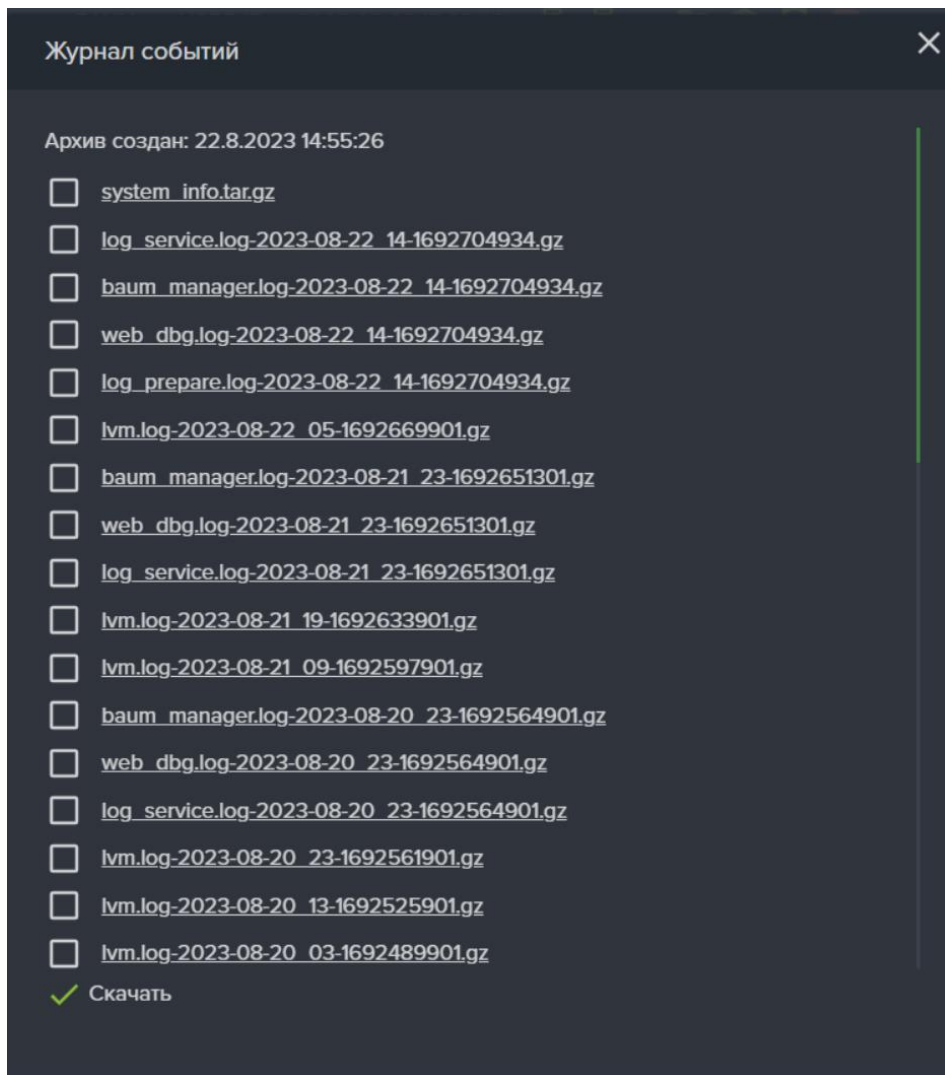 Журнал событий
Архив создан: 22.8.2023 14:55:26
system_info.tar.gz
log_service.log-2023-08-22_14-1692704934.gz
baum_manager.log-2023-08-22_14-1692704934.gz
web_dbg.log-2023-08-22_14-1692704934.gz
log_prepare.log-2023-08-22_14-1692704934.gz
lvm.log-2023-08-22_05-1692669901.gz
baum_manager.log-2023-08-21_23-1692651301.gz
web_dbg.log-2023-08-21_23-1692651301.gz
log_service.log-2023-08-21_23-1692651301.gz
lvm.log-2023-08-21_19-1692633901.gz
lvm.log-2023-08-21_09-1692597901.gz
baum_manager.log-2023-08-20_23-1692564901.gz
web_dbg.log-2023-08-20_23-1692564901.gz
log_service.log-2023-08-20_23-1692564901.gz
lvm.log-2023-08-20_23-1692561901.gz
lvm.log-2023-08-20_13-1692525901.gz
lvm.log-2023-08-20_03-1692489901.gz
Скачать